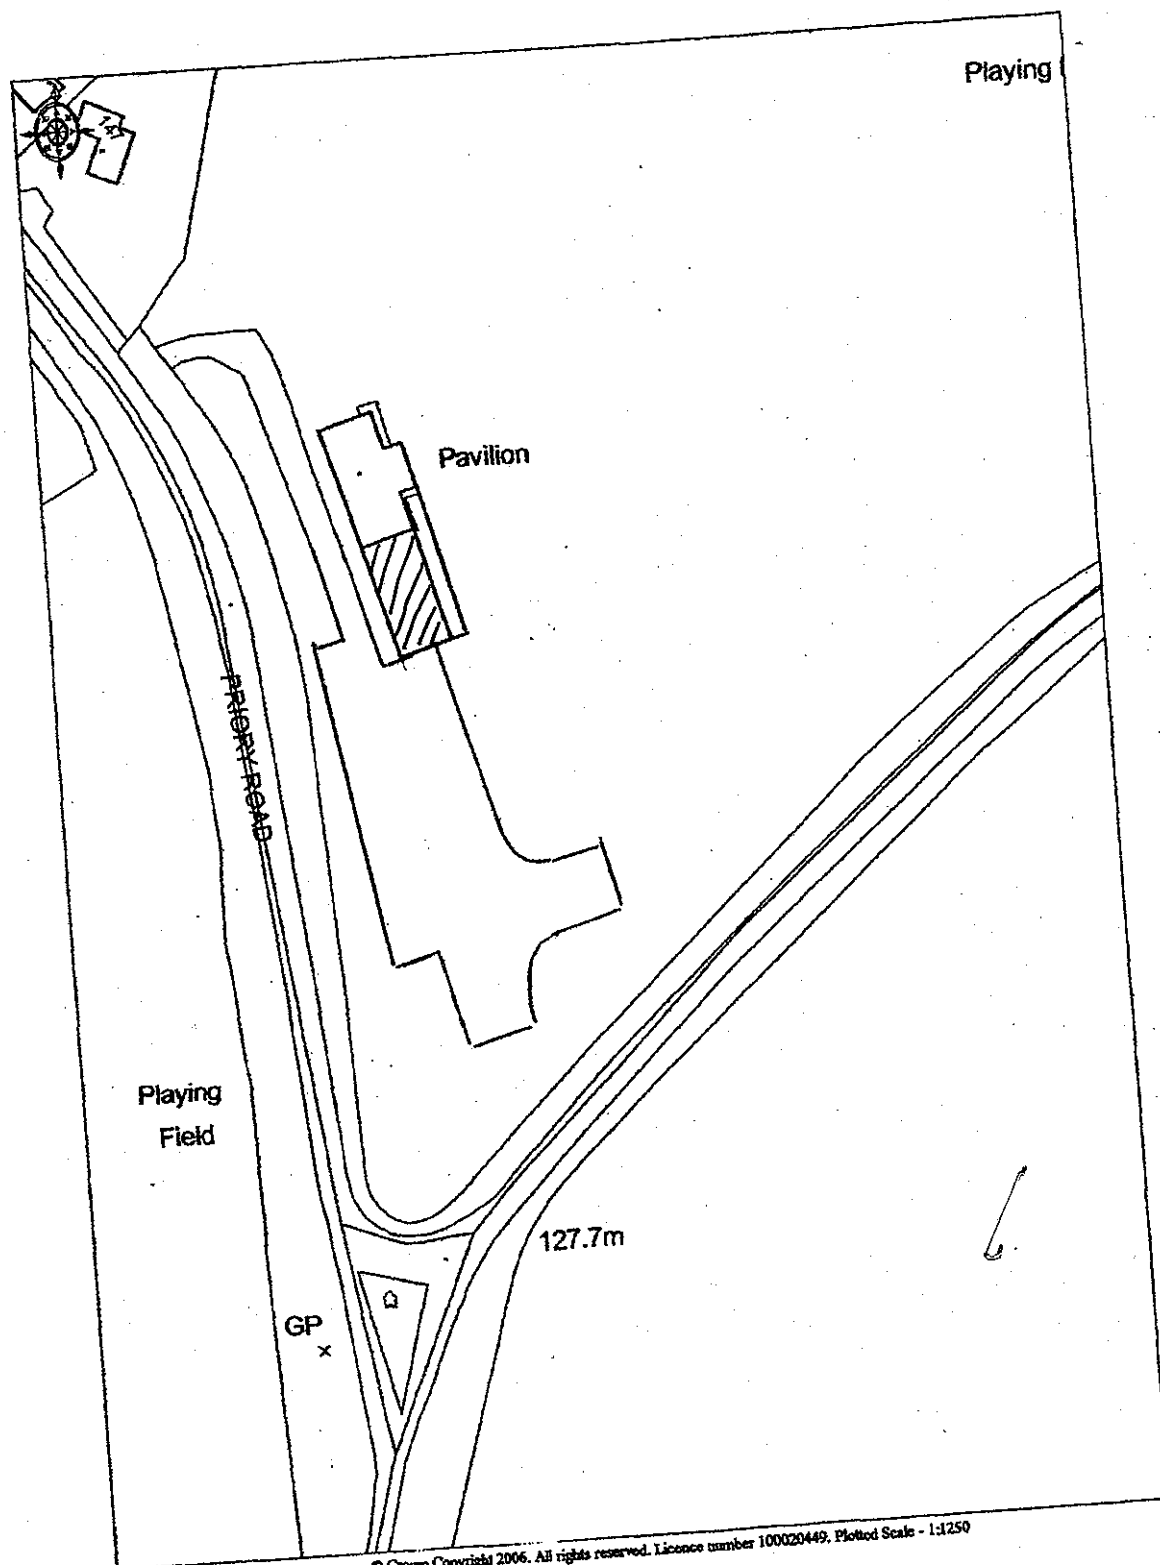 Playing
Pavilion
PRIORY ROAD
Playing
Field
127.7m
GP
© Crown Copyright 2006. All rights reserved. Licence number 100020449. Plotted Scale - 1:1250